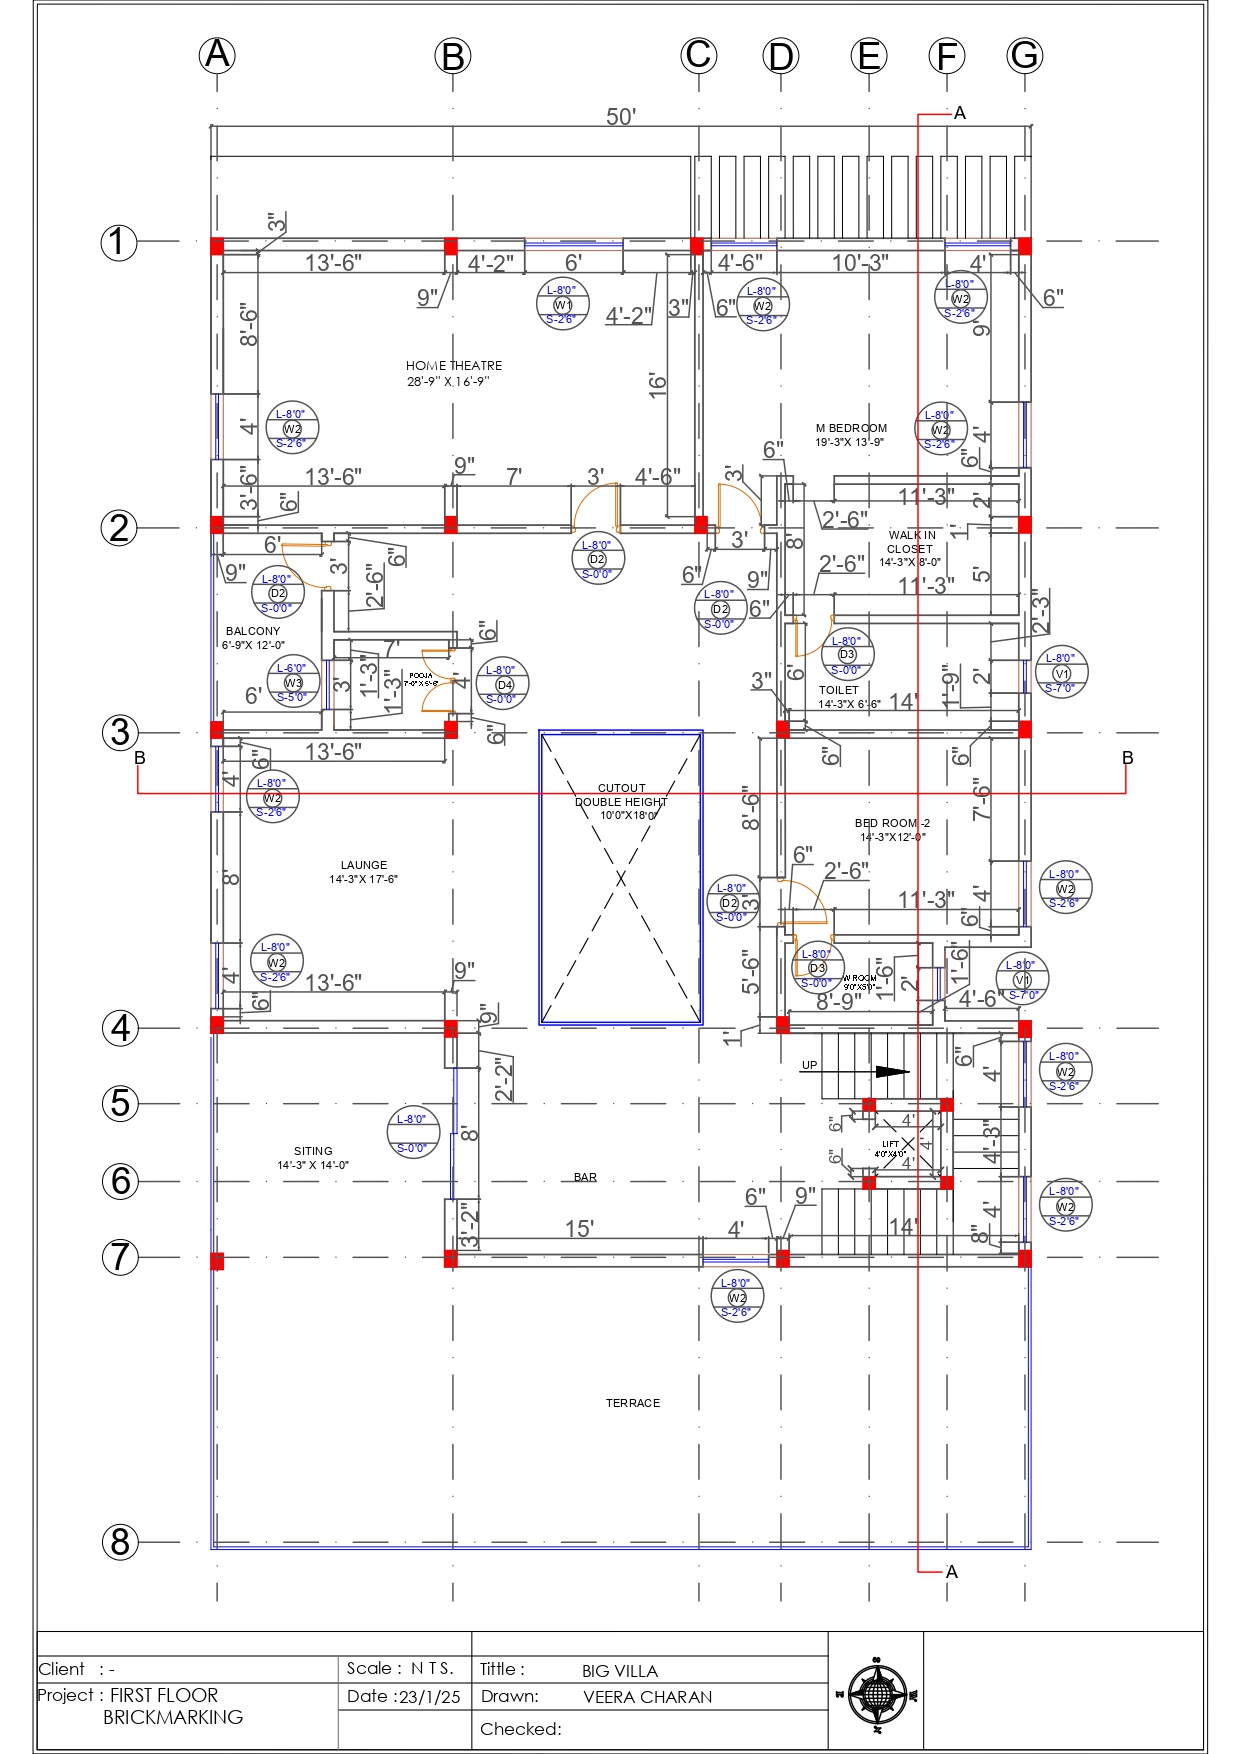 A B C D E F G
A
50'
3"
1
13'-6" 4'-2" 6' 4'-6" 10'-3" 4'
9" 4'-2" 3" 6" 6"
L-8'0" W1 S-2'6"
L-8'0" W2 S-2'6"
L-8'0" W2 S-2'6"
8'-6" 9'
HOME THEATRE
28'-9" X 16'-9"
16'
L-8'0" W2 S-2'6"
4'
M BEDROOM
19'-3"X 13'-9"
L-8'0" W2 S-2'6"
4'
6" 6"
13'-6" 9" 7' 3' 4'-6" 3'
3'-6" 6" 11'-3" 2'
2'-6"
2
6' 3' 8' 1'
WALK IN
CLOSET
14'-3"X 8'-0"
L-8'0" D2 S-0'0"
9" 3' 6" 2'-6" 6" 9" 2'-6" 5'
L-8'0" D2 S-0'0"
L-8'0" D2 S-0'0"
6" 11'-3" 2'-3"
BALCONY
6'-9"X 12'-0"
6"
7'
L-8'0" D3 S-0'0"
L-6'0" W3 S-5'0"
3' 1'-3" 1'-3"
POOJA
4'
L-8'0" D4 S-0'0"
6' 3" 6'
TOILET
14'-3"X 6'-6"
14' 1'-9" 2'
L-8'0" V1 S-7'0"
3
6" 6" 6"
B B
13'-6" 6"
4'
L-8'0" W2 S-2'6"
CUTOUT
DOUBLE HEIGHT
10'0"X18'0"
8'-6" 7'-6"
BED ROOM -2
14'-3"X12'-0"
LAUNGE
14'-3"X 17'-6"
8'
6" 2'-6"
L-8'0" D2 S-0'0"
3' 11'-3" 4' 6"
L-8'0" W2 S-2'6"
L-8'0" W2 S-2'6"
4' 13'-6" 9" 6" 9"
5'-6"
L-8'0" D3 S-0'0"
W ROOM
9'0"X5'0"
8'-9" 1'-6" 2' 1'-6" 4'-6"
L-8'0" V1 S-7'0"
4
1'
2'-2"
UP
6" 4'
L-8'0" W2 S-2'6"
5
L-8'0"
S-0'0"
8'
6" 4'
LIFT
4'0"X4'0"
4' 4'
6"
4'-3"
SITING
14'-3" X 14'-0"
6
BAR
3'-2" 15' 4' 6" 9" 14' 4' 8"
L-8'0" W2 S-2'6"
7
L-8'0" W2 S-2'6"
TERRACE
8
A
Client : -
Scale : N T S.
Tittle : BIG VILLA
Project : FIRST FLOOR
BRICKMARKING
Date :23/1/25
Drawn: VEERA CHARAN
Checked:
S
E W
N